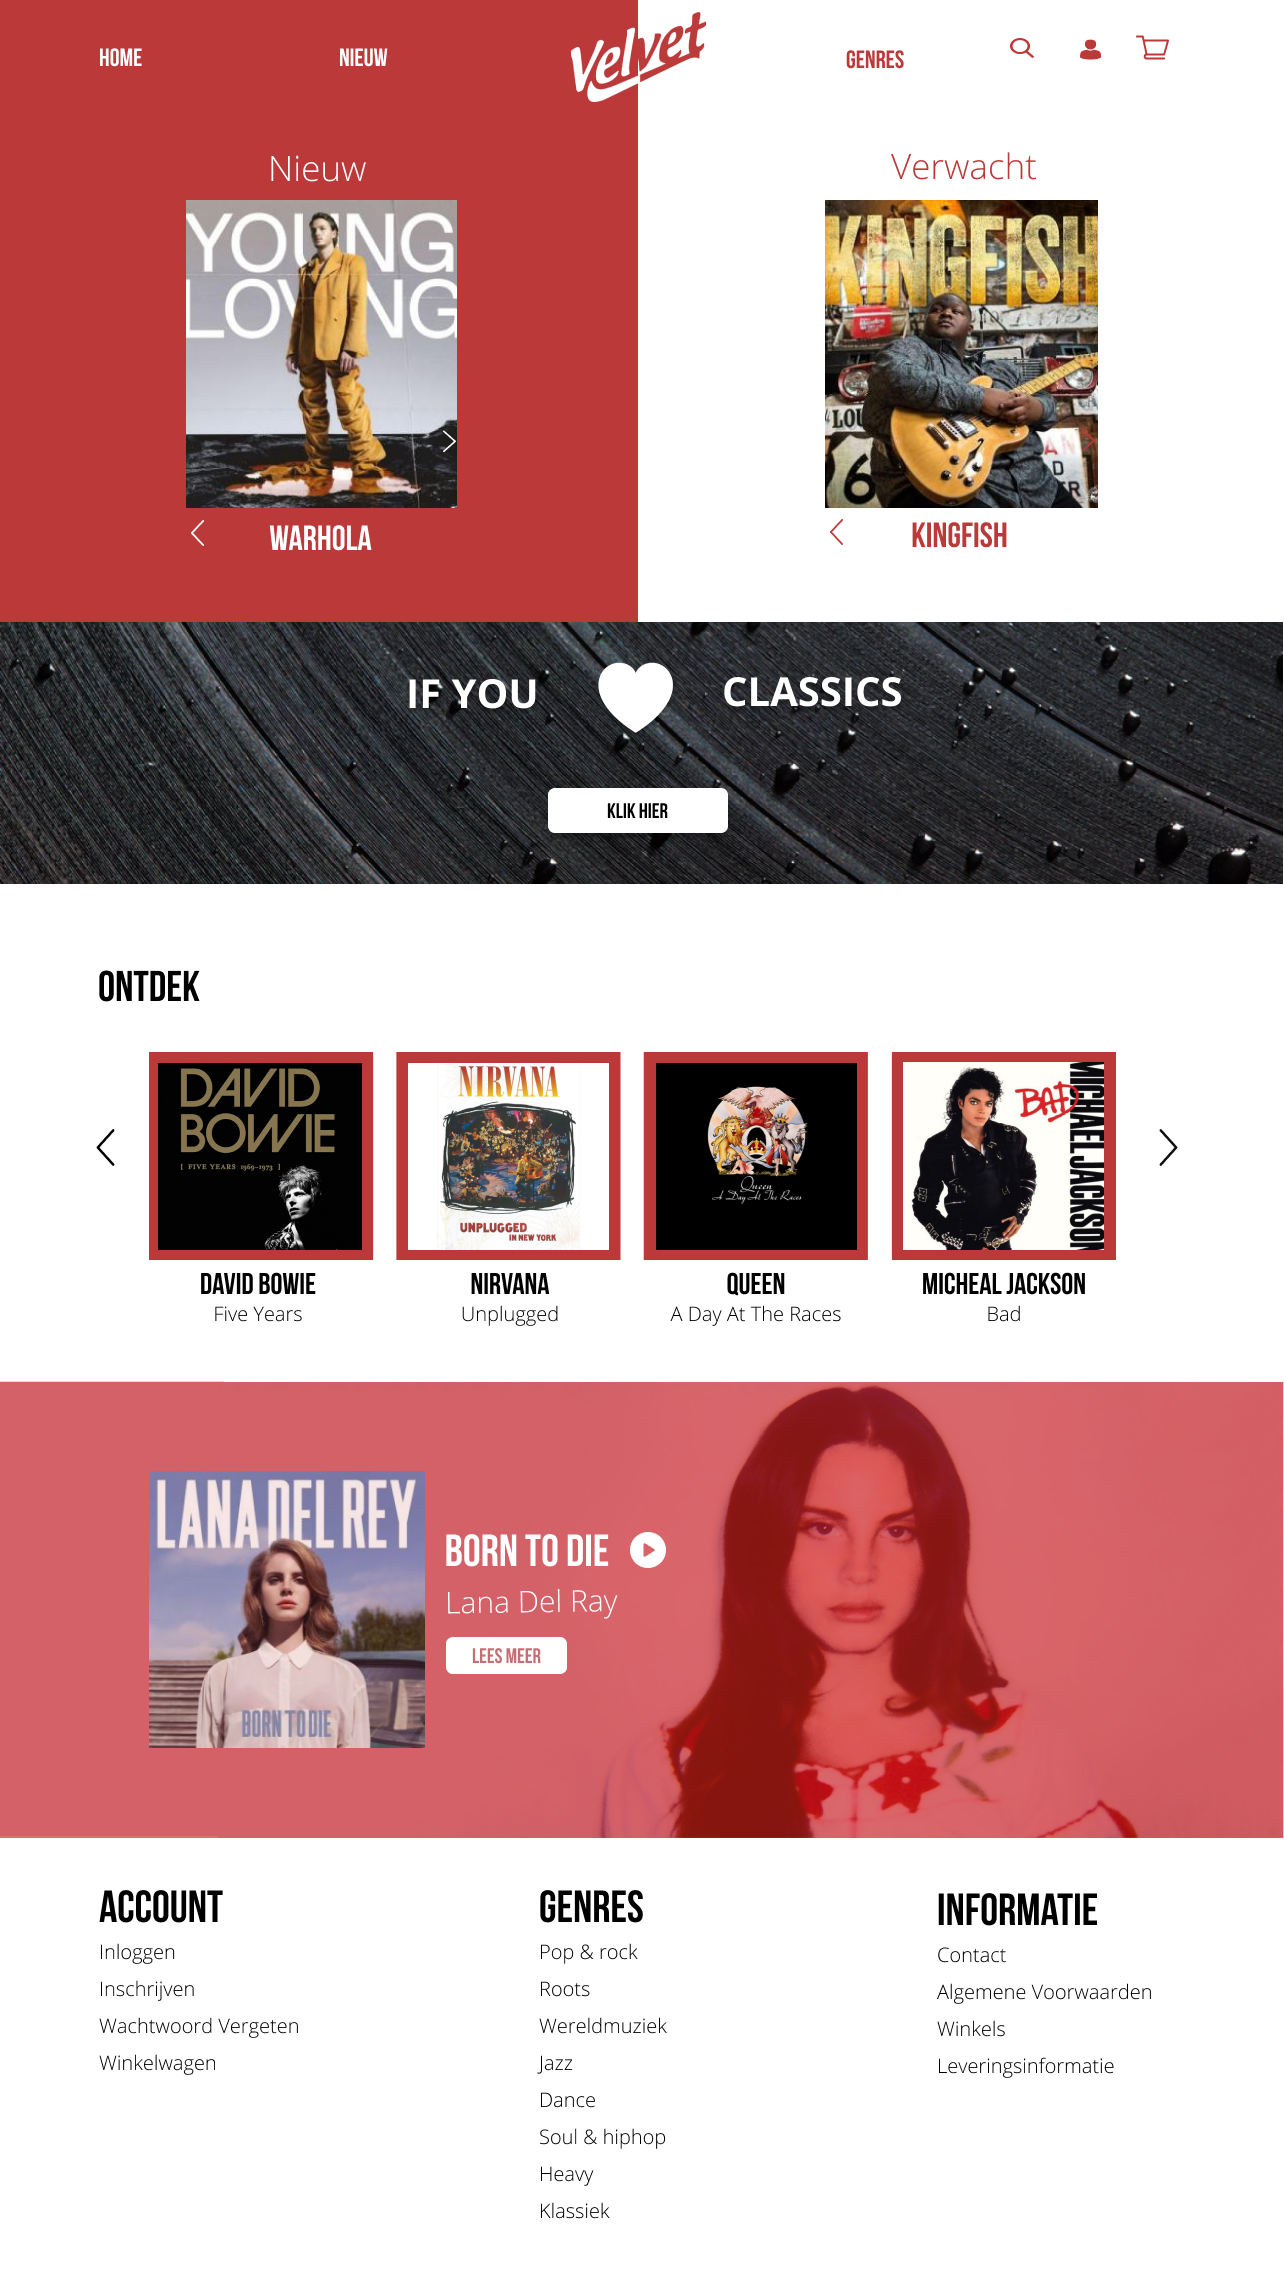 HOME
NIEUW
Velvet
GENRES
Nieuw
Verwacht
YOUNG
LOVING
KINGFISH
LOU
AN
6
D
ER
WARHOLA
KINGFISH
IF YOU
CLASSICS
KLIK HIER
ONTDEK
DAVID
BOWIE
[ FIVE YEARS 1969-1973 ]
NIRVANA
UNPLUGGED
IN NEW YORK
Queen
A Day At The Races
BAD
MICHAEL JACKSON
DAVID BOWIE
NIRVANA
QUEEN
MICHEAL JACKSON
Five Years
Unplugged
A Day At The Races
Bad
LANA DEL REY
BORN TO DIE
BORN TO DIE
Lana Del Ray
LEES MEER
ACCOUNT
Inloggen
Inschrijven
Wachtwoord Vergeten
Winkelwagen
GENRES
Pop & rock
Roots
Wereldmuziek
Jazz
Dance
Soul & hiphop
Heavy
Klassiek
INFORMATIE
Contact
Algemene Voorwaarden
Winkels
Leveringsinformatie